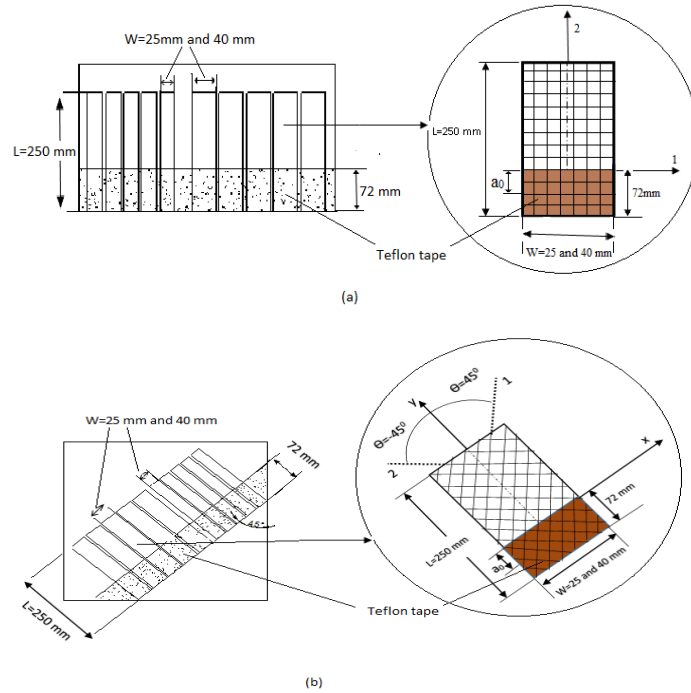 W=25mm and 40 mm
L=250 mm
72 mm
Teflon tape
2
L=250 mm
1
a0
72mm
W=25 and 40 mm
(a)
W=25 mm and 40 mm
72 mm
45°
L=250 mm
Teflon tape
y
Θ=45⁰
1
Θ=-45⁰
2
x
72 mm
L=250 mm
a₀
W=25 and 40 mm
(b)